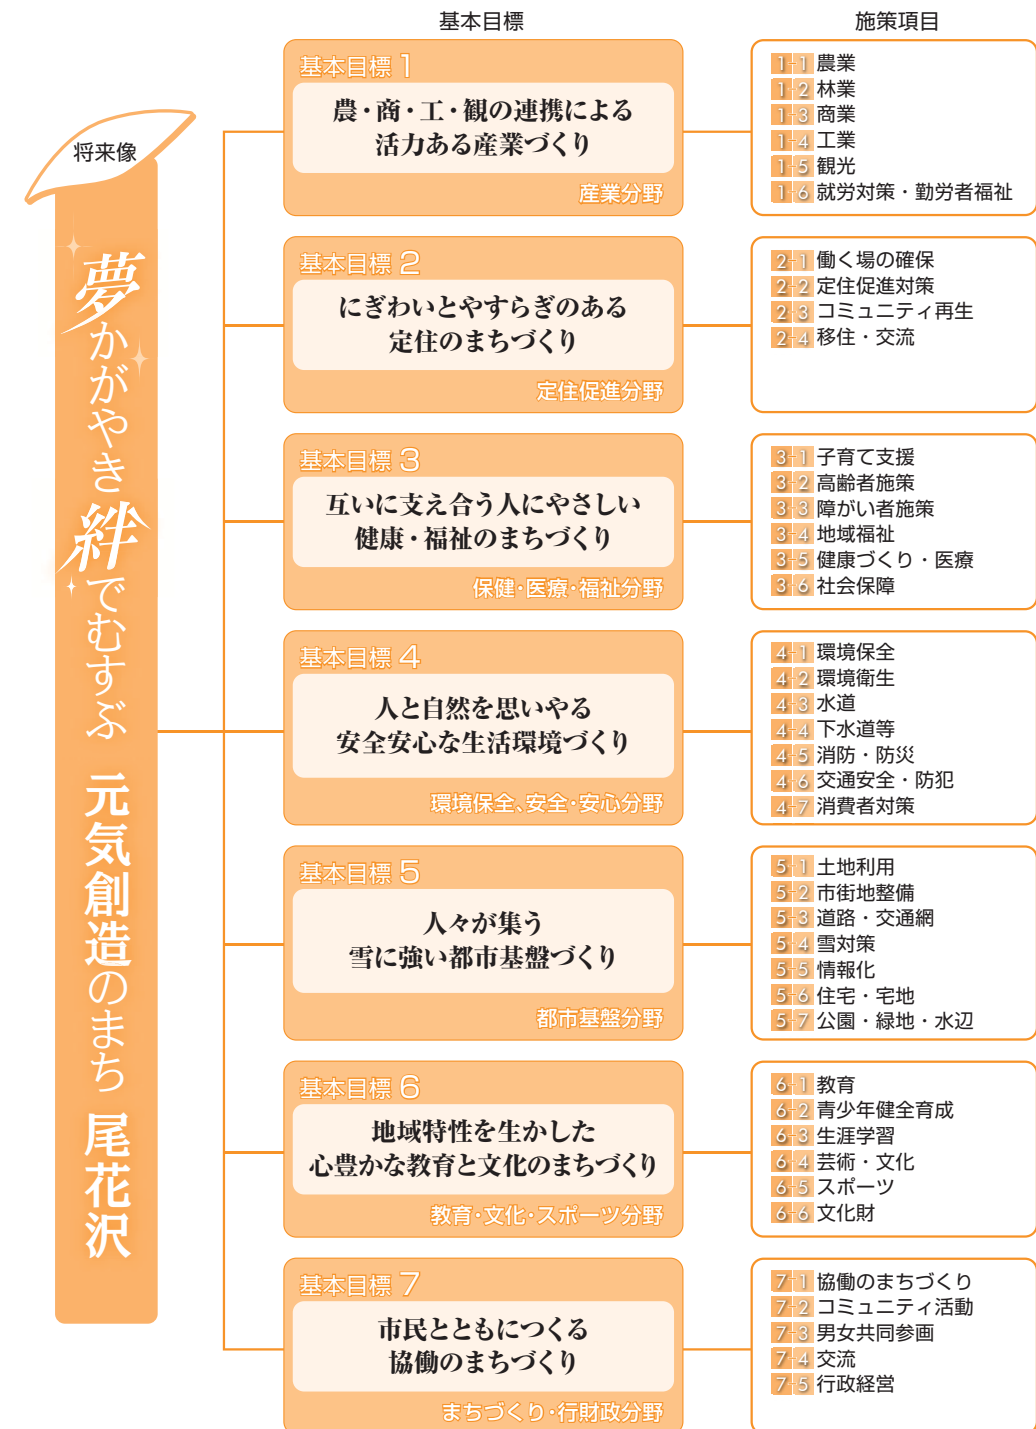 基本目標
施策項目
将来像
夢かがやき絆でむすぶ 元気創造のまち 尾花沢
基本目標 1
農・商・工・観の連携による
活力ある産業づくり
産業分野
1-1 農業
1-2 林業
1-3 商業
1-4 工業
1-5 観光
1-6 就労対策・勤労者福祉
基本目標 2
にぎわいとやすらぎのある
定住のまちづくり
定住促進分野
2-1 働く場の確保
2-2 定住促進対策
2-3 コミュニティ再生
2-4 移住・交流
基本目標 3
互いに支え合う人にやさしい
健康・福祉のまちづくり
保健・医療・福祉分野
3-1 子育て支援
3-2 高齢者施策
3-3 障がい者施策
3-4 地域福祉
3-5 健康づくり・医療
3-6 社会保障
基本目標 4
人と自然を思いやる
安全安心な生活環境づくり
環境保全、安全・安心分野
4-1 環境保全
4-2 環境衛生
4-3 水道
4-4 下水道等
4-5 消防・防災
4-6 交通安全・防犯
4-7 消費者対策
基本目標 5
人々が集う
雪に強い都市基盤づくり
都市基盤分野
5-1 土地利用
5-2 市街地整備
5-3 道路・交通網
5-4 雪対策
5-5 情報化
5-6 住宅・宅地
5-7 公園・緑地・水辺
基本目標 6
地域特性を生かした
心豊かな教育と文化のまちづくり
教育・文化・スポーツ分野
6-1 教育
6-2 青少年健全育成
6-3 生涯学習
6-4 芸術・文化
6-5 スポーツ
6-6 文化財
基本目標 7
市民とともにつくる
協働のまちづくり
まちづくり・行財政分野
7-1 協働のまちづくり
7-2 コミュニティ活動
7-3 男女共同参画
7-4 交流
7-5 行政経営